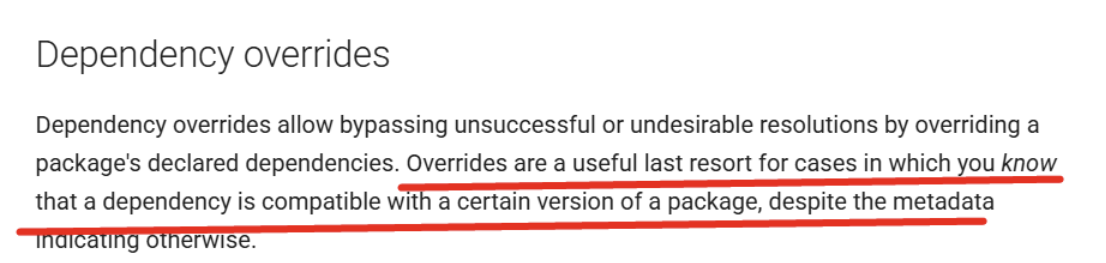 Dependency overrides
Dependency overrides allow bypassing unsuccessful or undesirable resolutions by overriding a
package's declared dependencies. Overrides are a useful last resort for cases in which you know
that a dependency is compatible with a certain version of a package, despite the metadata
indicating otherwise.